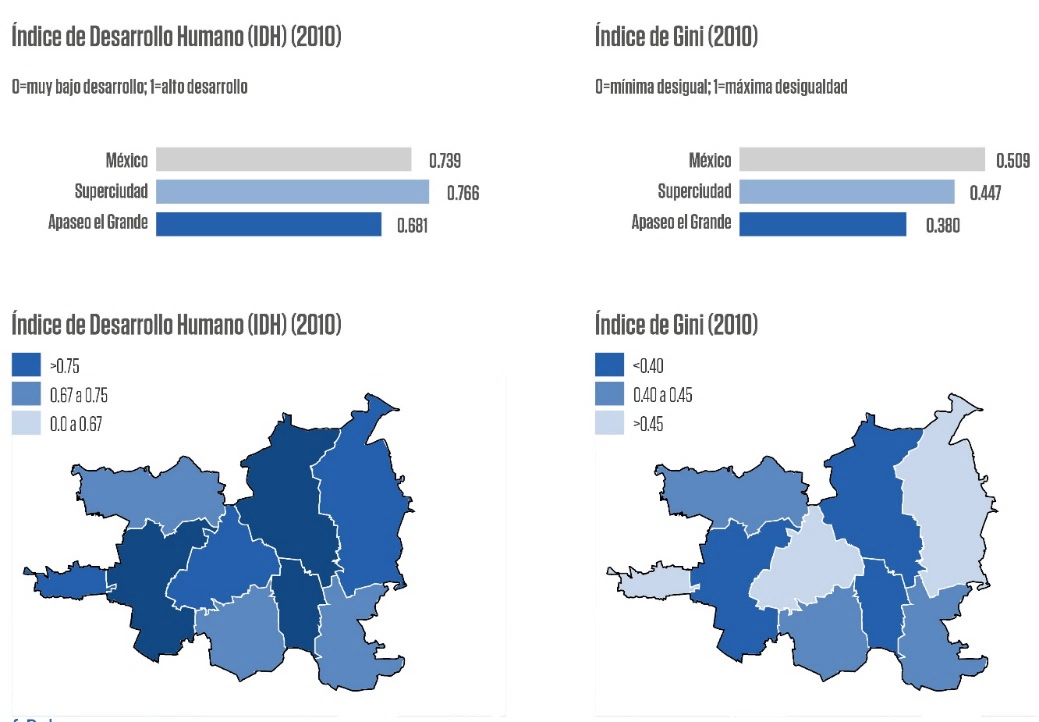 Índice de Desarrollo Humano (IDH) (2010)
0=muy bajo desarrollo; 1=alto desarrollo
México 0.739
Superciudad 0.766
Apaseo el Grande 0.681
Índice de Gini (2010)
0=mínima desigual; 1=máxima desigualdad
México 0.509
Superciudad 0.447
Apaseo el Grande 0.380
Índice de Desarrollo Humano (IDH) (2010)
>0.75
0.67 a 0.75
0.0 a 0.67
Índice de Gini (2010)
<0.40
0.40 a 0.45
>0.45